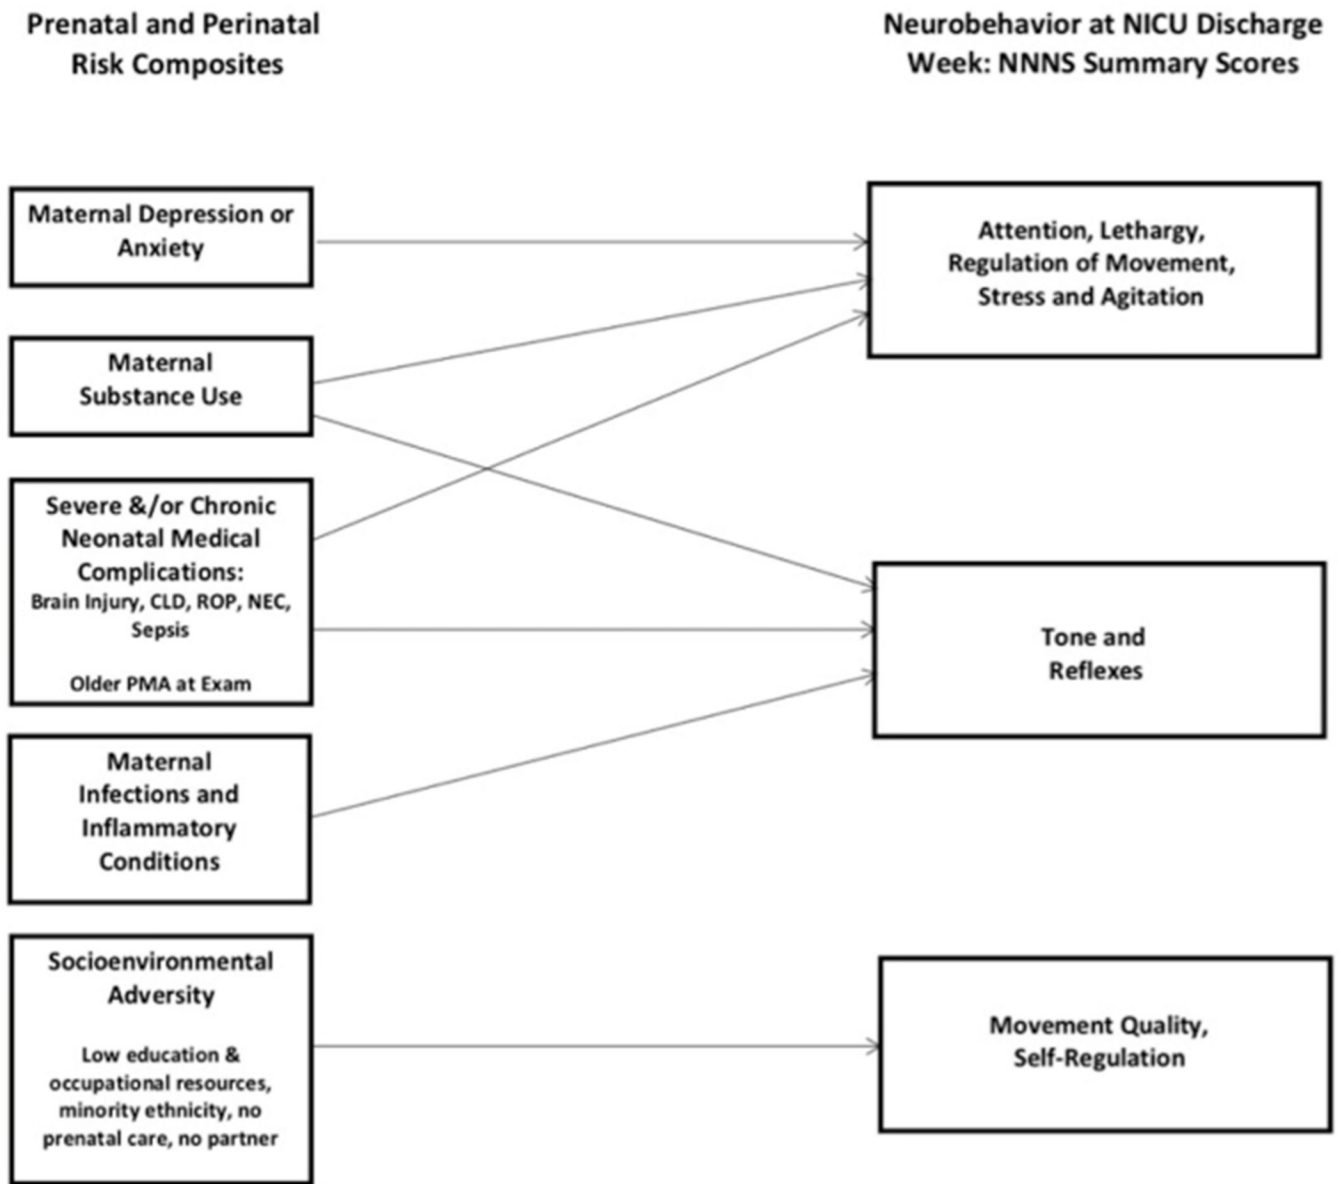 Prenatal and Perinatal
Risk Composites
Neurobehavior at NICU Discharge
Week: NNNS Summary Scores
Maternal Depression or
Anxiety
Maternal
Substance Use
Severe &/or Chronic
Neonatal Medical
Complications:
Brain Injury, CLD, ROP, NEC,
Sepsis
Older PMA at Exam
Maternal
Infections and
Inflammatory
Conditions
Socioenvironmental
Adversity
Low education &
occupational resources,
minority ethnicity, no
prenatal care, no partner
Attention, Lethargy,
Regulation of Movement,
Stress and Agitation
Tone and
Reflexes
Movement Quality,
Self-Regulation